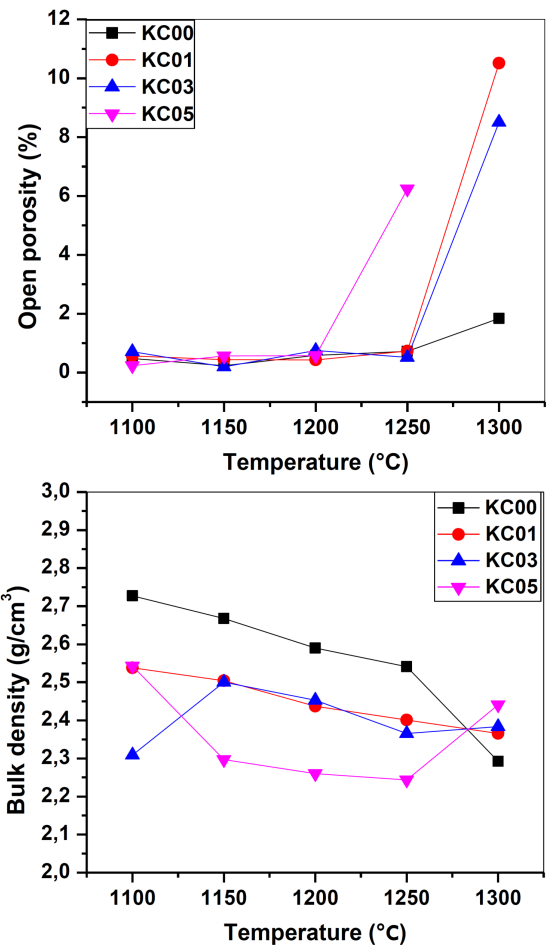 12
10
8
6
4
2
0
Open porosity (%)
KC00
KC01
KC03
KC05
1100 1150 1200 1250 1300
Temperature (°C)
3,0
2,9
2,8
2,7
2,6
2,5
2,4
2,3
2,2
2,1
2,0
Bulk density (g/cm³)
KC00
KC01
KC03
KC05
1100 1150 1200 1250 1300
Temperature (°C)